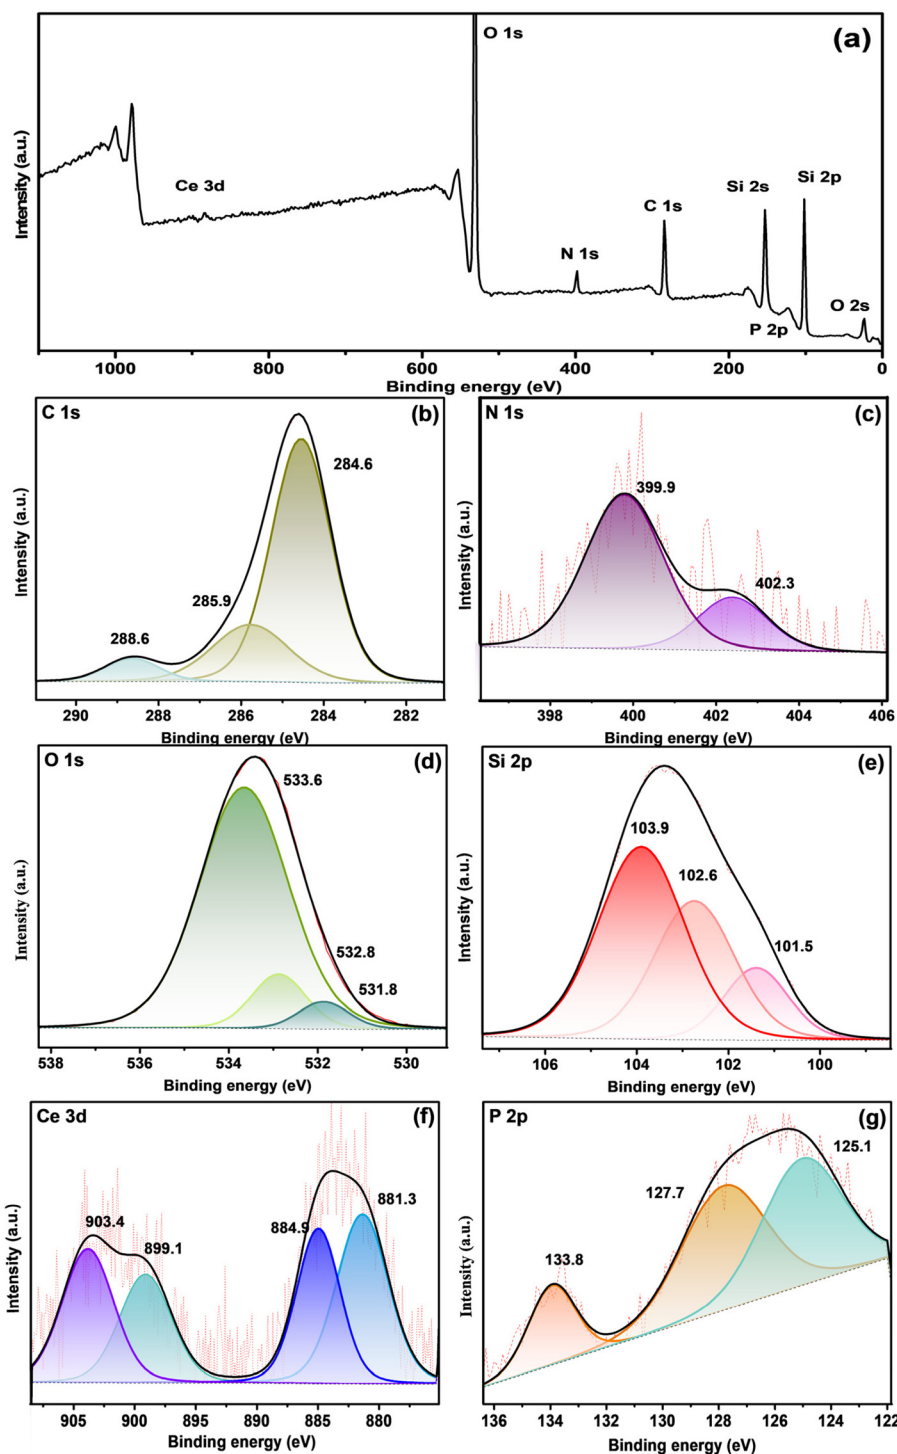 (a)
O 1s
Ce 3d
N 1s
C 1s
Si 2s
Si 2p
P 2p
O 2s
Intensity (a.u.)
1000 800 600 400 200 0
Binding energy (eV)
C 1s (b)
284.6
285.9
288.6
Intensity (a.u.)
290 288 286 284 282
Binding energy (eV)
N 1s (c)
399.9
402.3
Intensity (a.u.)
398 400 402 404 406
Binding energy (eV)
O 1s (d)
533.6
532.8
531.8
Intensity (a.u.)
538 536 534 532 530
Binding energy (eV)
Si 2p (e)
103.9
102.6
101.5
Intensity (a.u.)
106 104 102 100
Binding energy (eV)
Ce 3d (f)
903.4
899.1
884.9
881.3
Intensity (a.u.)
905 900 895 890 885 880
Binding energy (eV)
P 2p (g)
125.1
127.7
133.8
Intensity (a.u.)
136 134 132 130 128 126 124 122
Binding energy (eV)